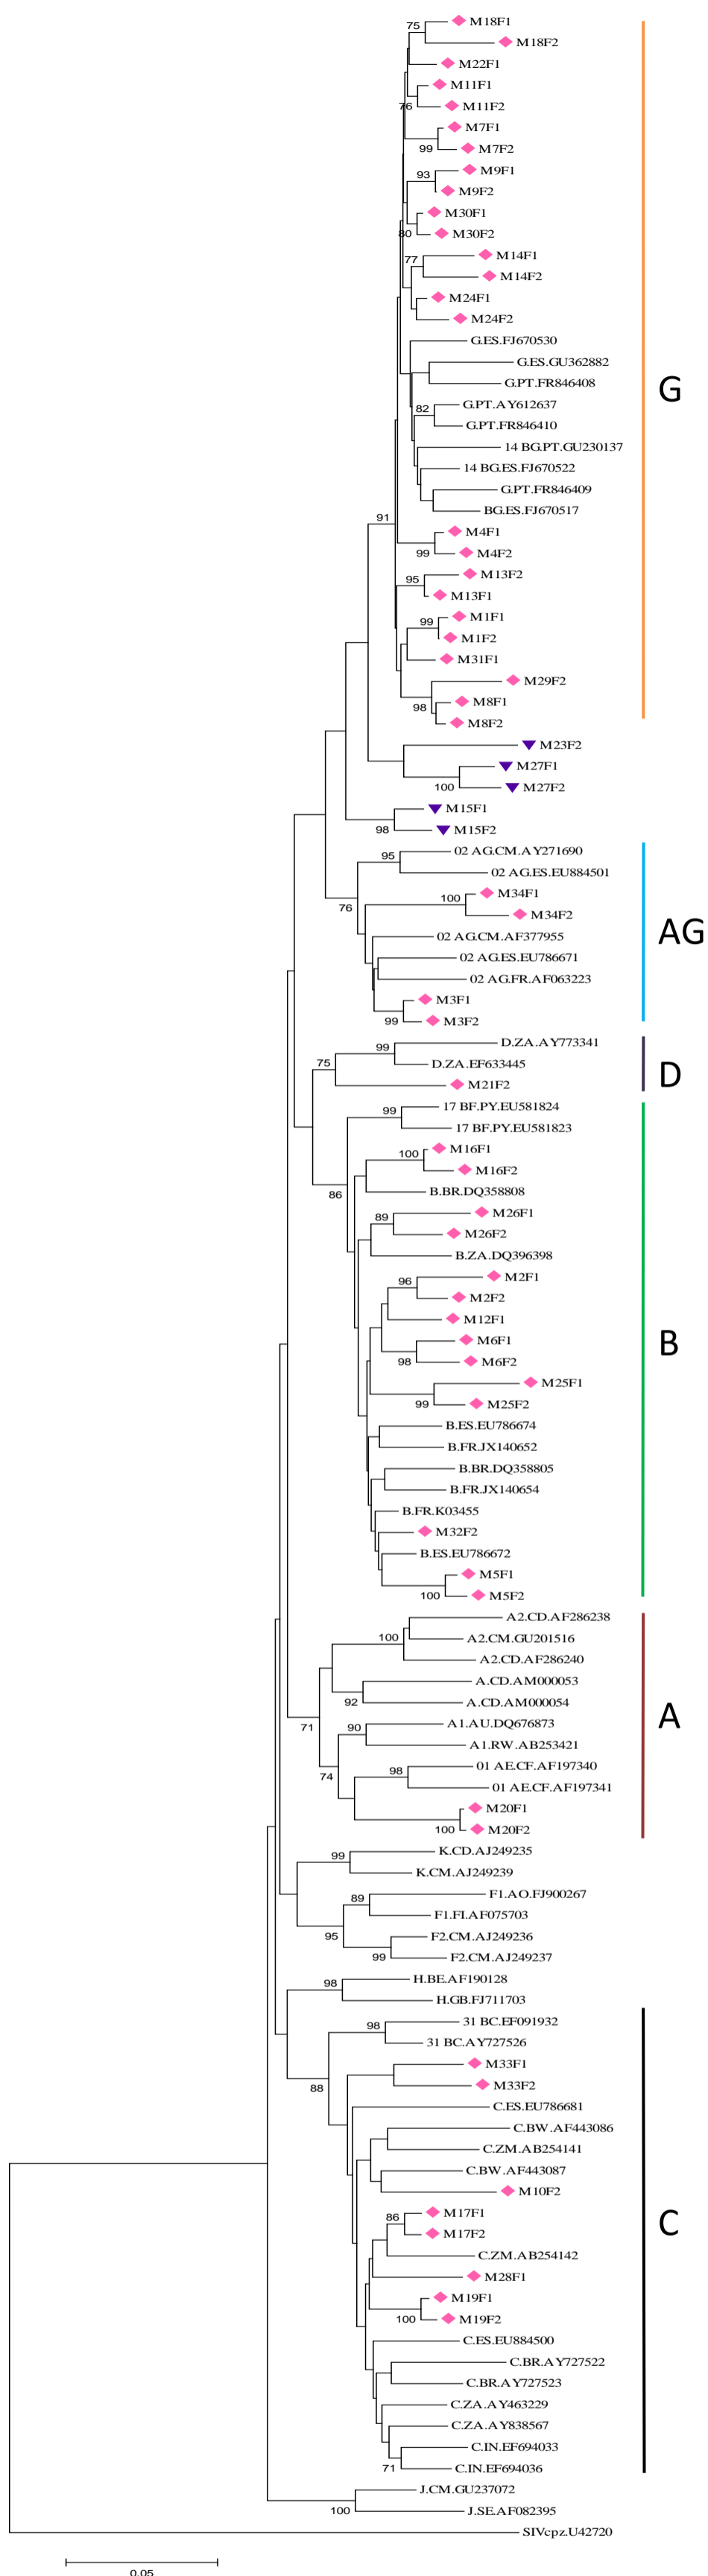 75
M18F1
M18F2
M22F1
M11F1
76
M11F2
M7F1
99
M7F2
93
M9F1
M9F2
M30F1
80
M30F2
M14F1
77
M14F2
M24F1
M24F2
G.ES.FJ670530
G.ES.GU362882
G.PT.FR846408
G
82
G.PT.AY612637
G.PT.FR846410
14 BG.PT.GU230137
14 BG.ES.FJ670522
G.PT.FR846409
BG.ES.FJ670517
91
M4F1
99
M4F2
95
M13F2
M13F1
99
M1F1
M1F2
M31F1
M29F2
98
M8F1
M8F2
M23F2
M27F1
100
M27F2
M15F1
98
M15F2
95
02 AG.CM.AY271690
02 AG.ES.EU884501
100
M34F1
76
M34F2
AG
02 AG.CM.AF377955
02 AG.ES.EU786671
02 AG.FR.AF063223
M3F1
99
M3F2
99
D.ZA.AY773341
75
D.ZA.EF633445
D
M21F2
99
17 BF.PY.EU581824
17 BF.PY.EU581823
100
M16F1
M16F2
86
B.BR.DQ358808
89
M26F1
M26F2
B.ZA.DQ396398
96
M2F1
M2F2
M12F1
M6F1
B
98
M6F2
M25F1
99
M25F2
B.ES.EU786674
B.FR.JX140652
B.BR.DQ358805
B.FR.JX140654
B.FR.K03455
M32F2
B.ES.EU786672
M5F1
100
M5F2
A2.CD.AF286238
100
A2.CM.GU201516
A2.CD.AF286240
A.CD.AM000053
92
A.CD.AM000054
A
71
90
A1.AU.DQ676873
A1.RW.AB253421
98
01 AE.CF.AF197340
74
01 AE.CF.AF197341
M20F1
100
M20F2
99
K.CD.AJ249235
K.CM.AJ249239
89
F1.AO.FJ900267
F1.FI.AF075703
95
F2.CM.AJ249236
99
F2.CM.AJ249237
98
H.BE.AF190128
H.GB.FJ711703
98
31 BC.EF091932
31 BC.AY727526
M33F1
88
M33F2
C.ES.EU786681
C.BW.AF443086
C.ZM.AB254141
C.BW.AF443087
M10F2
86
M17F1
C
M17F2
C.ZM.AB254142
M28F1
M19F1
100
M19F2
C.ES.EU884500
C.BR.AY727522
C.BR.AY727523
C.ZA.AY463229
C.ZA.AY838567
C.IN.EF694033
71
C.IN.EF694036
J.CM.GU237072
100
J.SE.AF082395
SIVcpz.U42720
0.05